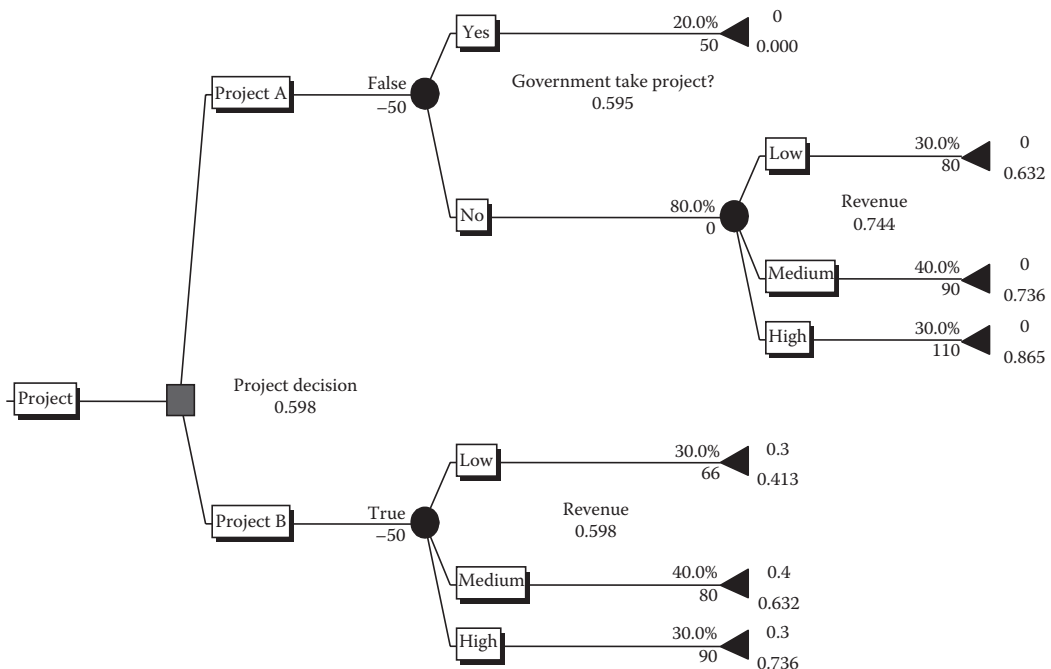 Yes
20.0%
50
0
0.000
Project A
False
–50
Government take project?
0.595
Low
30.0%
80
0
0.632
Revenue
0.744
No
80.0%
0
Medium
40.0%
90
0
0.736
High
30.0%
110
0
0.865
Project
Project decision
0.598
Low
30.0%
66
0.3
0.413
Project B
True
–50
Revenue
0.598
Medium
40.0%
80
0.4
0.632
High
30.0%
90
0.3
0.736